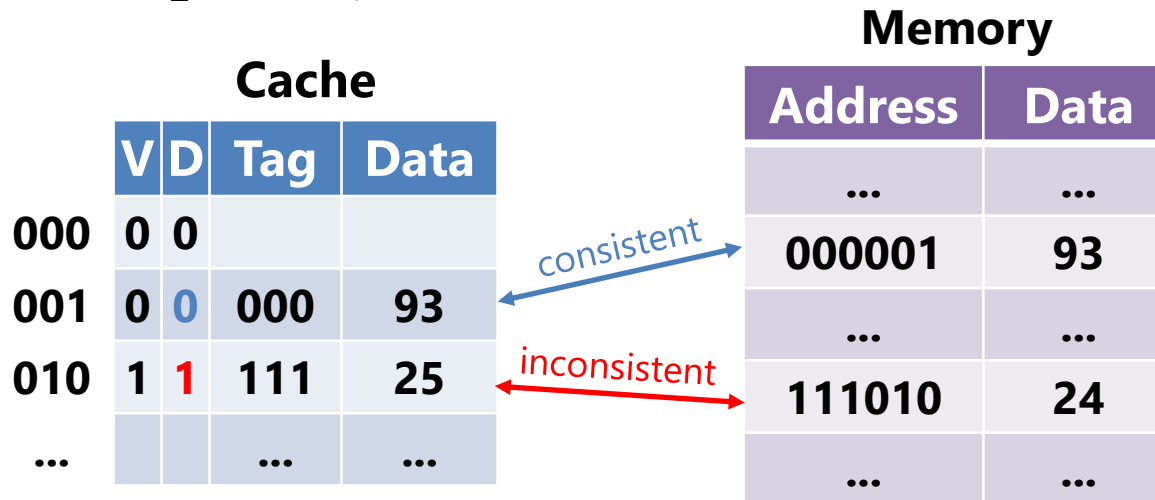 Memory
Cache
Address Data
V D Tag Data
... ...
000 0 0
consistent
000001 93
001 0 0 000 93
... ...
inconsistent
010 1 1 111 25
111010 24
... ... ...
... ...